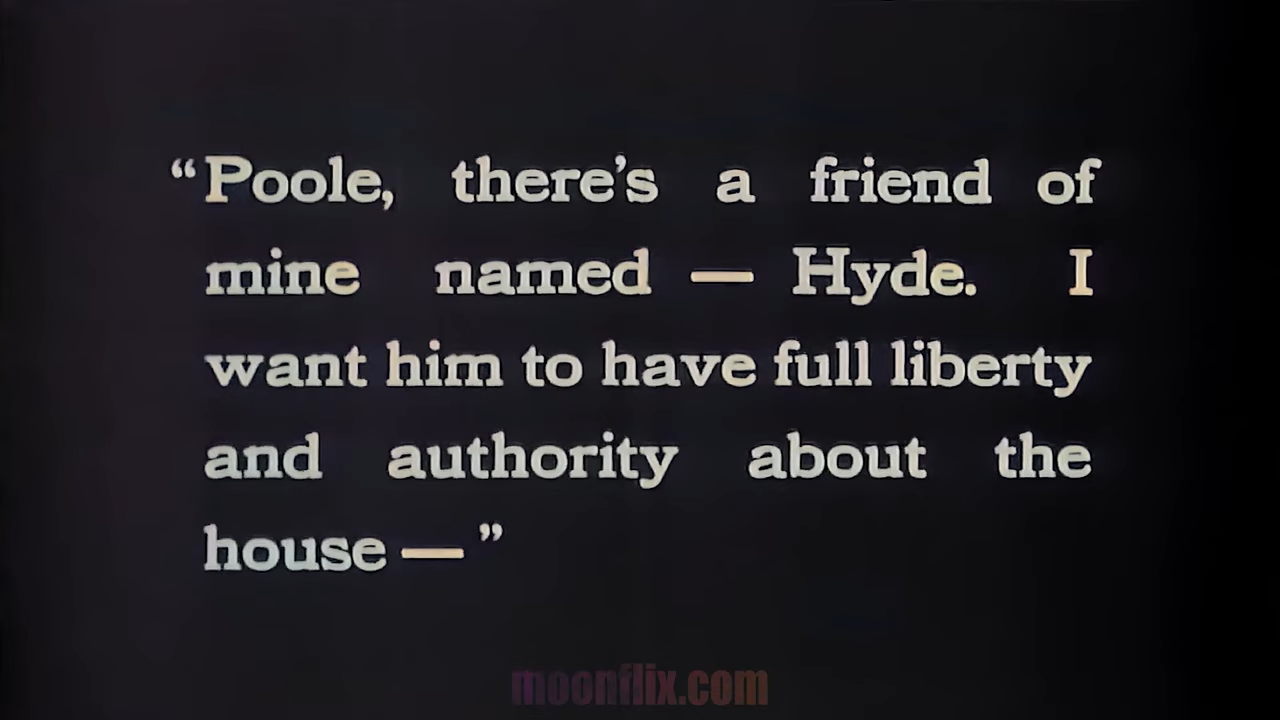 “Poole, there’s a friend of
mine named — Hyde. I
want him to have full liberty
and authority about the
house — ”
moonflix.com